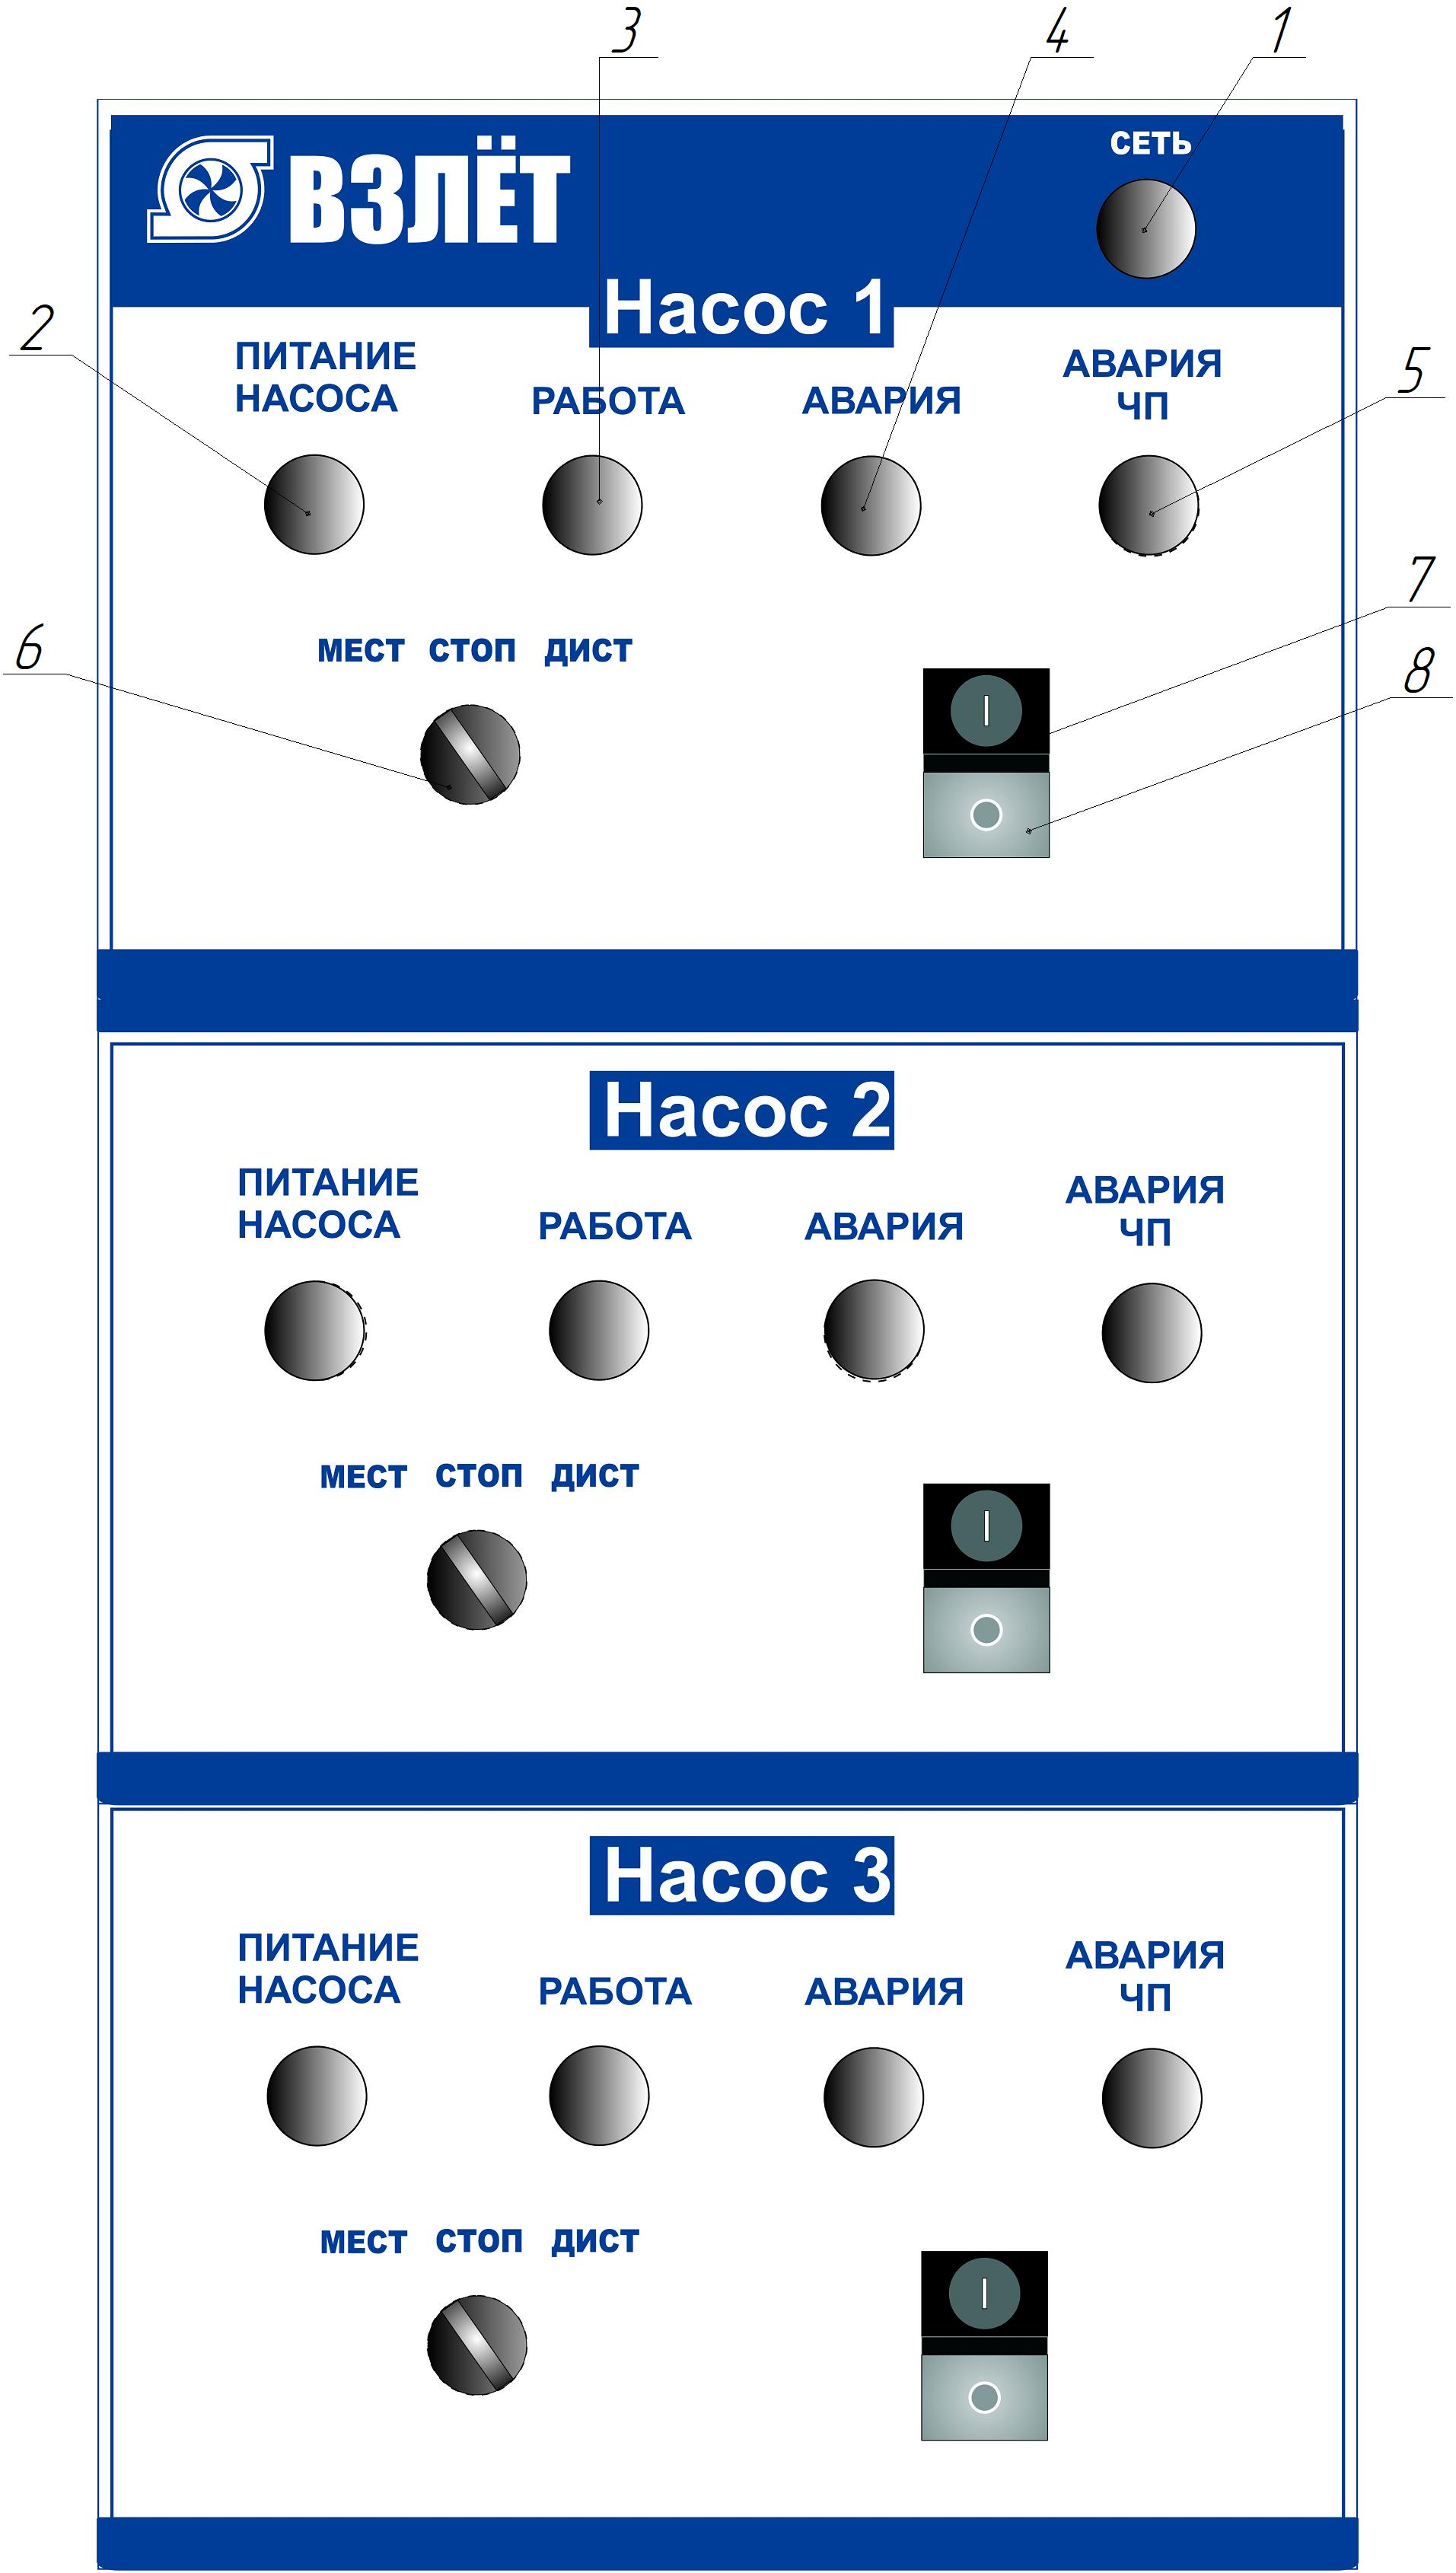 3 4 1
ВЗЛЁТ
СЕТЬ
Насос 1
2
5
ПИТАНИЕ
НАСОСА
РАБОТА
АВАРИЯ
АВАРИЯ
ЧП
7
6
8
МЕСТ СТОП ДИСТ
I
O
Насос 2
ПИТАНИЕ
НАСОСА
РАБОТА
АВАРИЯ
АВАРИЯ
ЧП
МЕСТ СТОП ДИСТ
I
O
Насос 3
ПИТАНИЕ
НАСОСА
РАБОТА
АВАРИЯ
АВАРИЯ
ЧП
МЕСТ СТОП ДИСТ
I
O